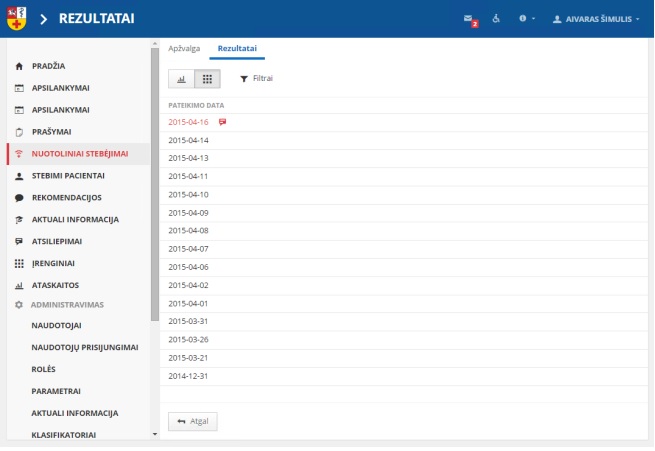 REZULTATAI
2
AIVARAS ŠIMULIS
PRADŽIA
APSILANKYMAI
APSILANKYMAI
PRAŠYMAI
NUOTOLINIAI STEBĖJIMAI
STEBIMI PACIENTAI
REKOMENDACIJOS
AKTUALI INFORMACIJA
ATSILIEPIMAI
ĮRENGINIAI
ATASKAITOS
ADMINISTRAVIMAS
NAUDOTOJAI
NAUDOTOJŲ PRISIJUNGIMAI
ROLĖS
PARAMETRAI
AKTUALI INFORMACIJA
KLASIFIKATORIAI
Apžvalga Rezultatai
Filtrai
PATEIKIMO DATA
2015-04-16
2015-04-14
2015-04-13
2015-04-11
2015-04-10
2015-04-09
2015-04-08
2015-04-07
2015-04-06
2015-04-02
2015-04-01
2015-03-31
2015-03-26
2015-03-21
2014-12-31
Atgal